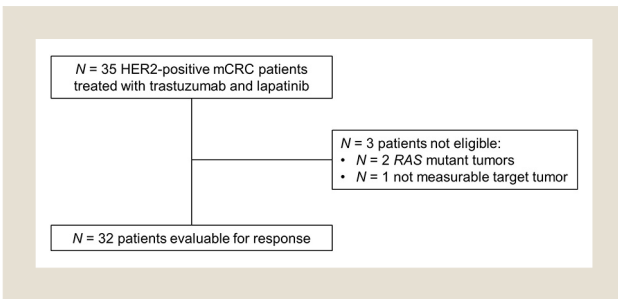 N = 35 HER2-positive mCRC patients
treated with trastuzumab and lapatinib
N = 3 patients not eligible:
• N = 2 RAS mutant tumors
• N = 1 not measurable target tumor
N = 32 patients evaluable for response